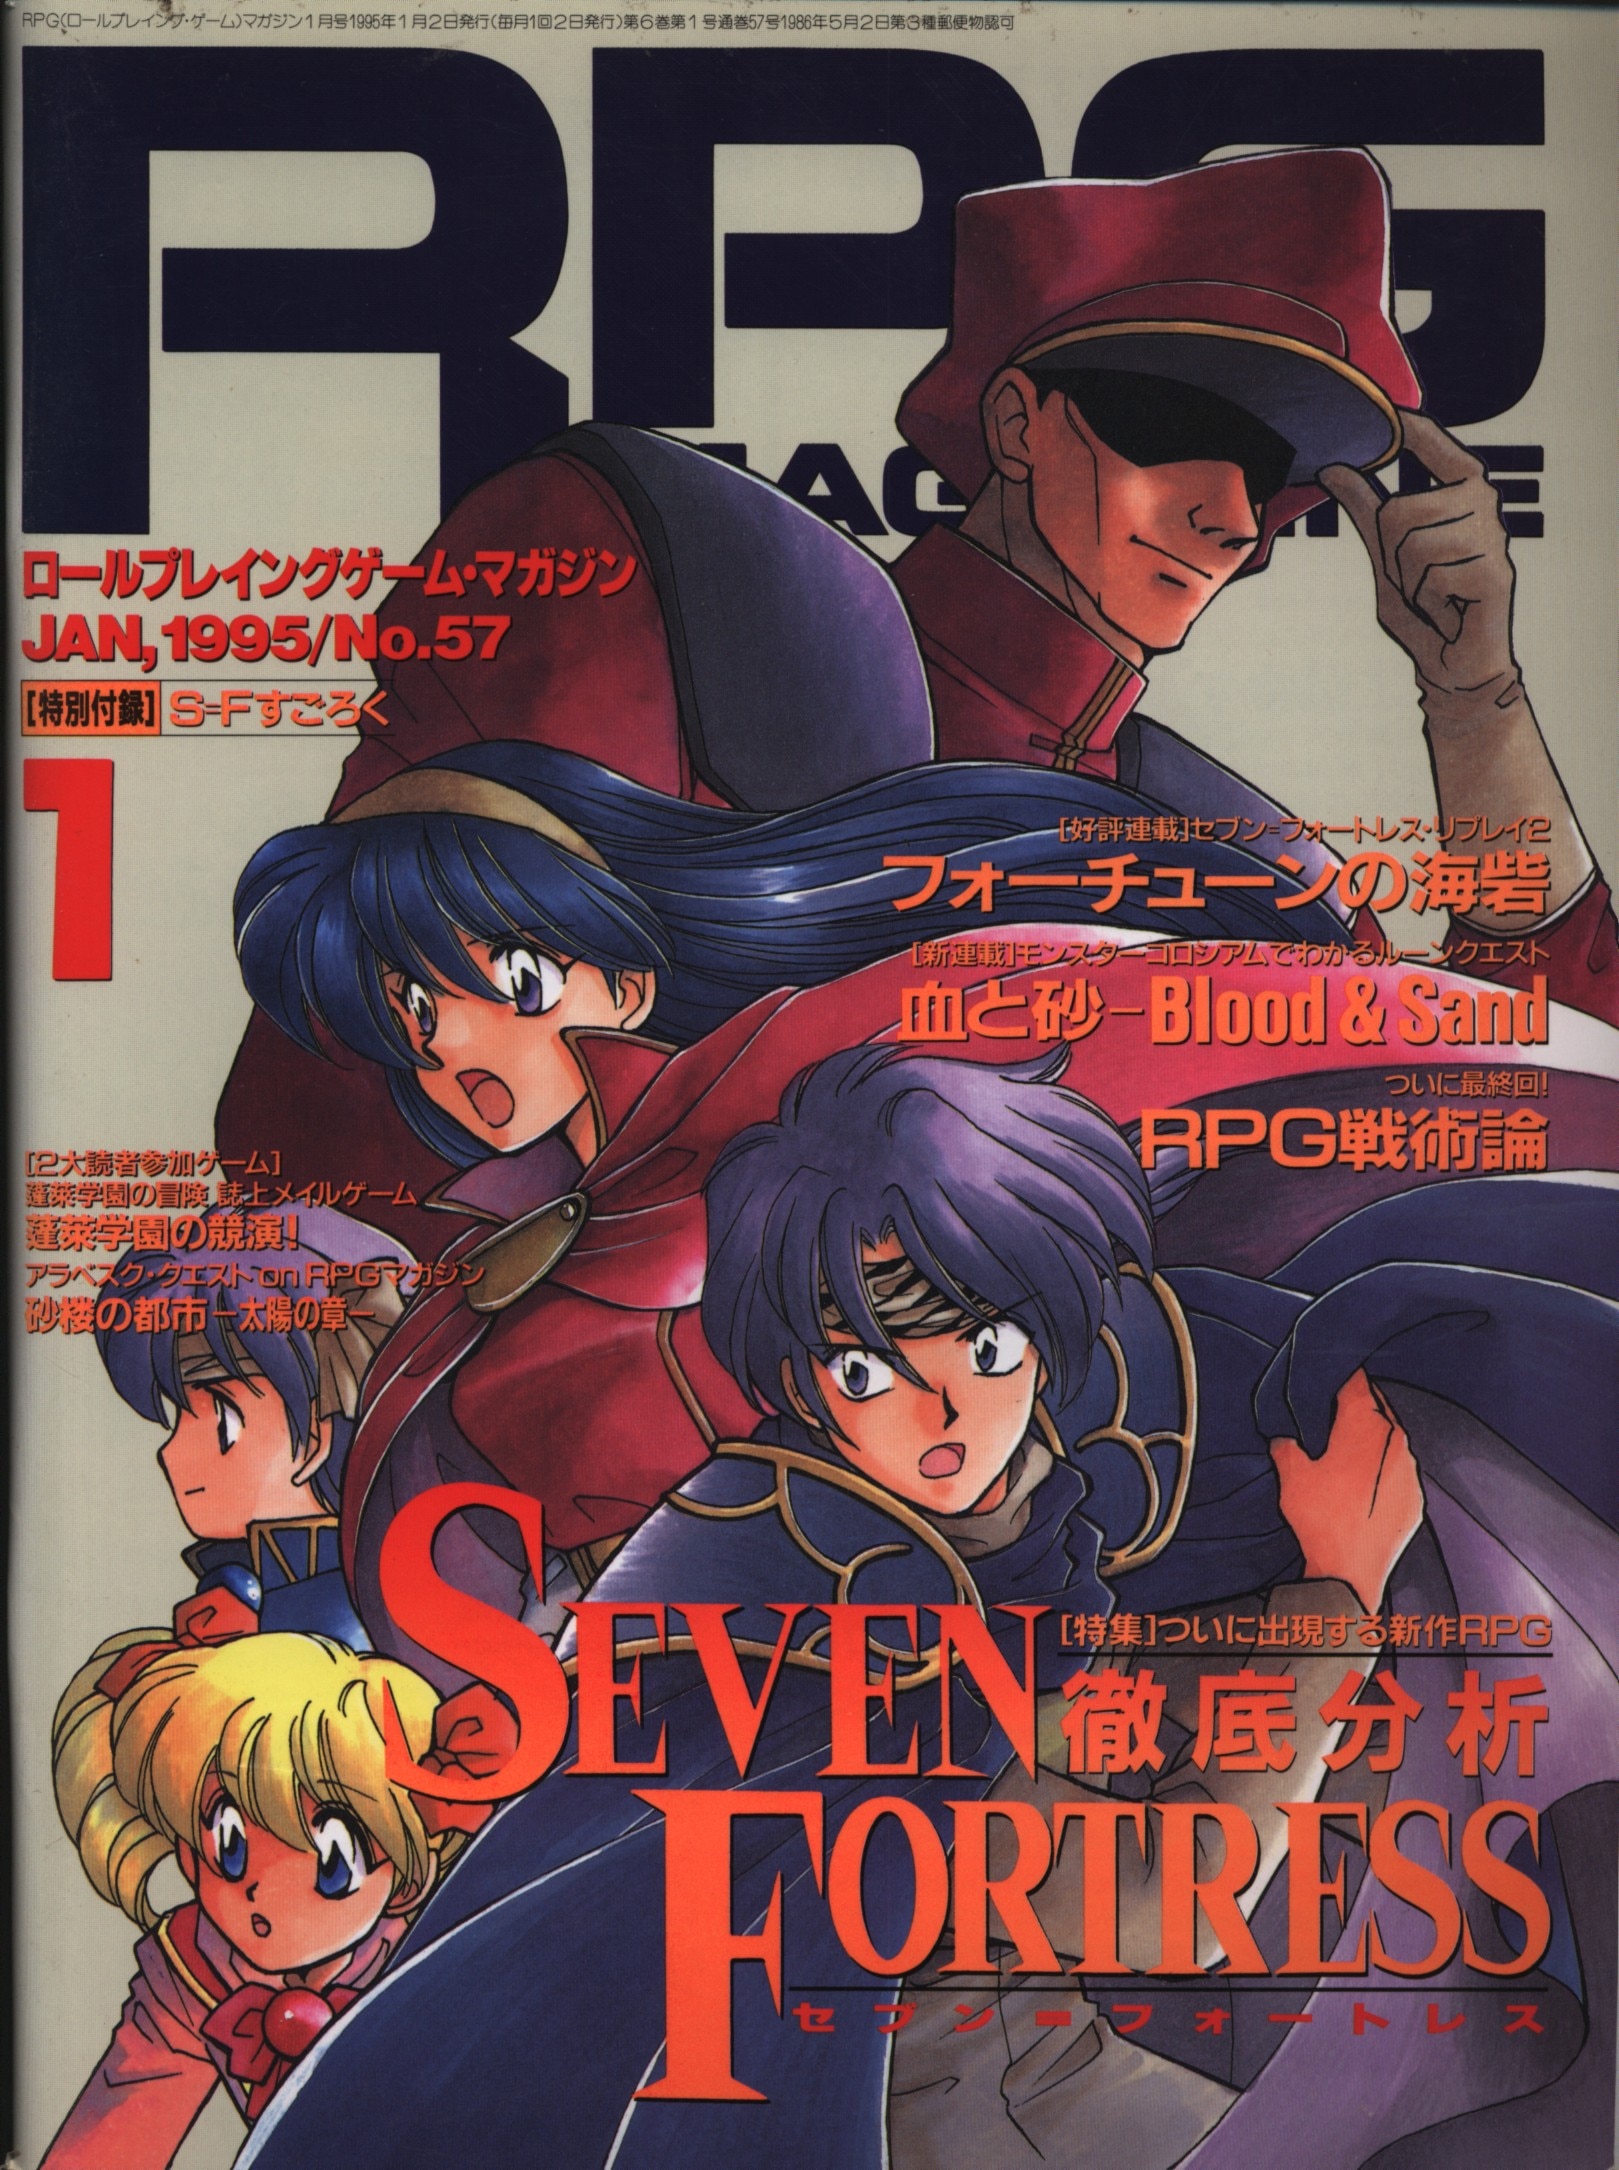 RPG(ロールプレイング・ゲーム)マガジン1月号1995年1月2日発行(毎月1回2日発行)第6巻第1号通巻57号1986年5月2日第3種郵便物認可
RPG
MAGAZINE
ロールプレイングゲーム・マガジン
JAN,1995/No.57
[特別付録] S=Fすごろく
1
[好評連載]セブン=フォートレス・リプレイ2
フォーチューンの海砦
[新連載]モンスターコロシアムでわかるルーンクエスト
血と砂−Blood & Sand
ついに最終回!
RPG戦術論
[2大読者参加ゲーム]
蓬莱学園の冒険 誌上メイルゲーム
蓬莱学園の競演!
アラベスク・クエスト on RPGマガジン
砂楼の都市−太陽の章−
SEVEN
[特集]ついに出現する新作RPG
徹底分析
FORTRESS
セブン=フォートレス